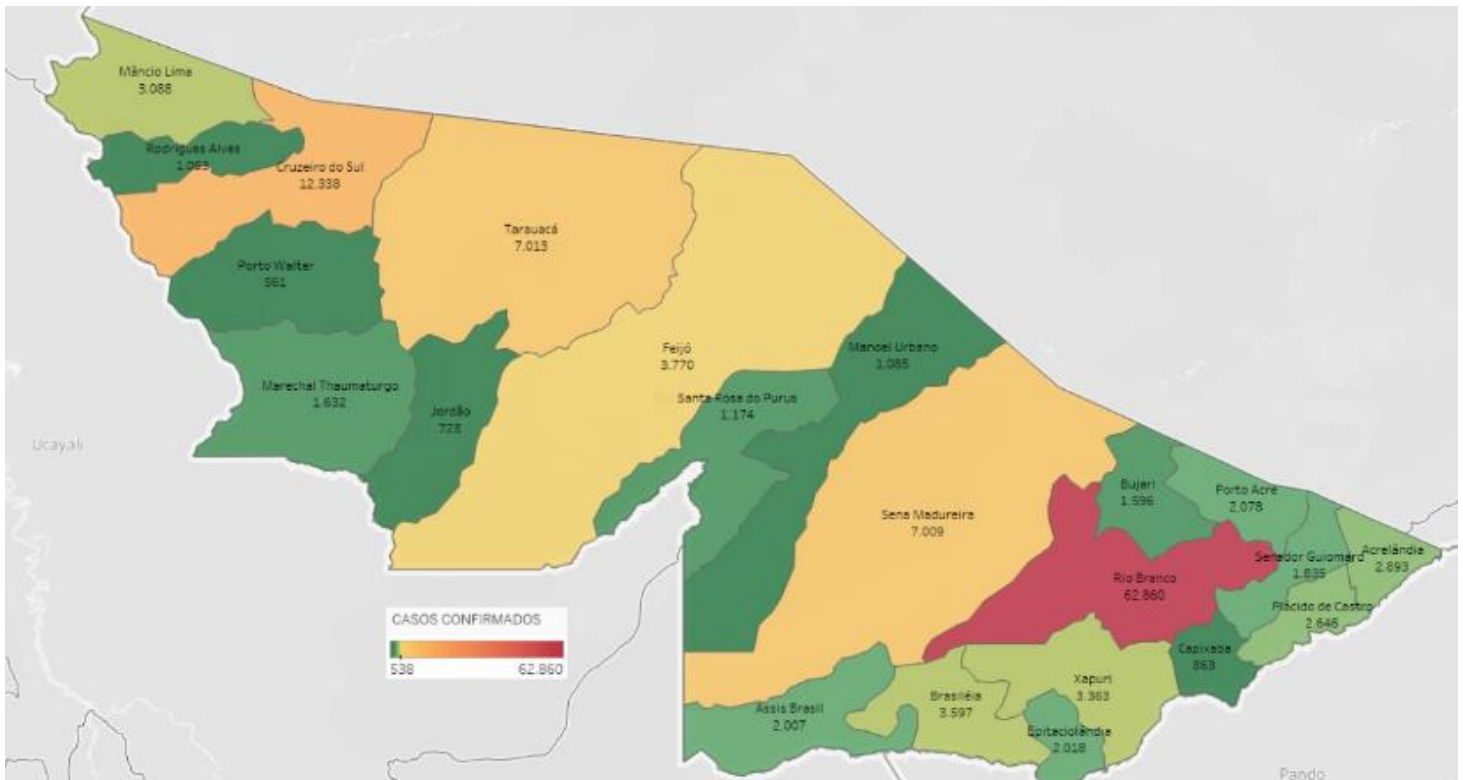 Mâncio Lima
3.088
Rodrigues Alves
1.093
Cruzeiro do Sul
12.338
Tarauacá
7.013
Porto Walter
561
Feijó
3.770
Manoel Urbano
1.085
Marechal Thaumaturgo
1.632
Jordão
723
Santa Rosa do Purus
1.174
Ucayali
Sena Madureira
7.009
Bujari
1.596
Porto Acre
2.078
Senador Guiomard
1.835
Acrelândia
2.893
Rio Branco
62.860
Plácido de Castro
2.646
CASOS CONFIRMADOS
538
62.860
Capixaba
863
Xapuri
3.363
Brasiléia
3.597
Assis Brasil
2.007
Epitaciolândia
2.018
Pando